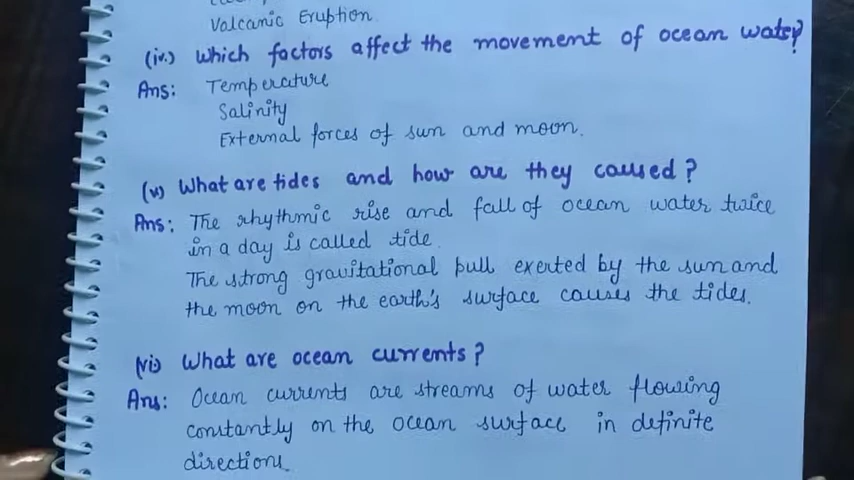 Volcanic Eruption
(iv.) Which factors affect the movement of ocean water?
Ans: Temperature
Salinity
External forces of sun and moon.
(v) What are tides and how are they caused?
Ans: The rhythmic rise and fall of ocean water twice
in a day is called tide.
The strong gravitational pull exerted by the sun and
the moon on the earth's surface causes the tides.
(vi) What are ocean currents?
Ans: Ocean currents are streams of water flowing
constantly on the ocean surface in definite
directions.